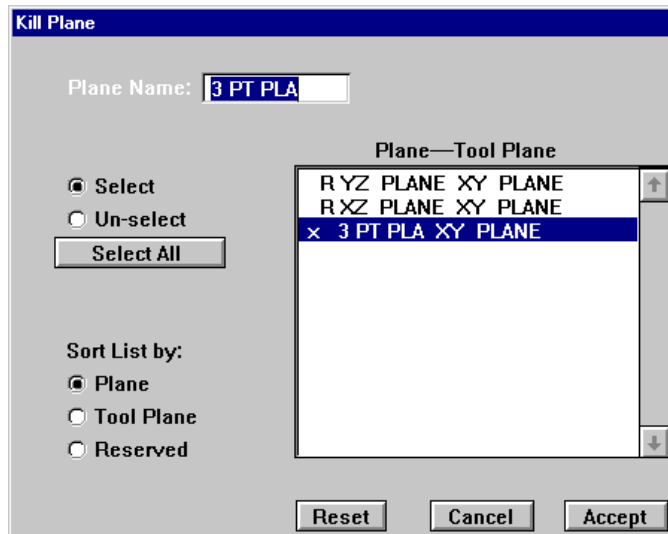 Kill Plane
Plane Name: 3 PT PLA
Plane—Tool Plane
Select
Un-select
Select All
R YZ PLANE XY PLANE
R XZ PLANE XY PLANE
x 3 PT PLA XY PLANE
Sort List by:
Plane
Tool Plane
Reserved
Reset Cancel Accept